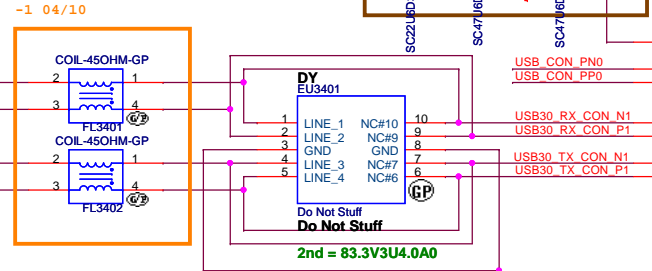 -1 04/10
COIL-45OHM-GP
2 1
3 4
G/P
FL3401
COIL-45OHM-GP
2 1
3 4
G/P
FL3402
SC22U6D
SC47U6D
SC47U6D
USB_CON_PN0
USB_CON_PP0
DY
EU3401
1 LINE_1 NC#10 10 USB30_RX_CON_N1
2 LINE_2 NC#9 9 USB30_RX_CON_P1
3 GND GND 8
4 LINE_3 NC#7 7 USB30_TX_CON_N1
5 LINE_4 NC#6 6 USB30_TX_CON_P1
GP
Do Not Stuff
Do Not Stuff
2nd = 83.3V3U4.0A0